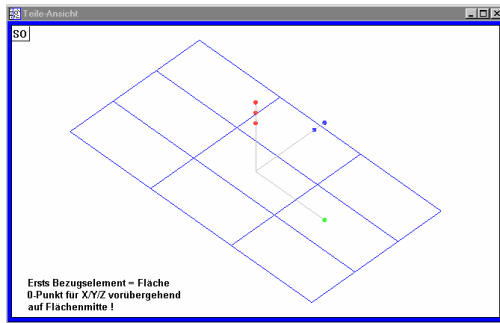 Teile-Ansicht
SO
Ersts Bezugselement = Fläche
0-Punkt für X/Y/Z vorübergehend
auf Flächenmitte !